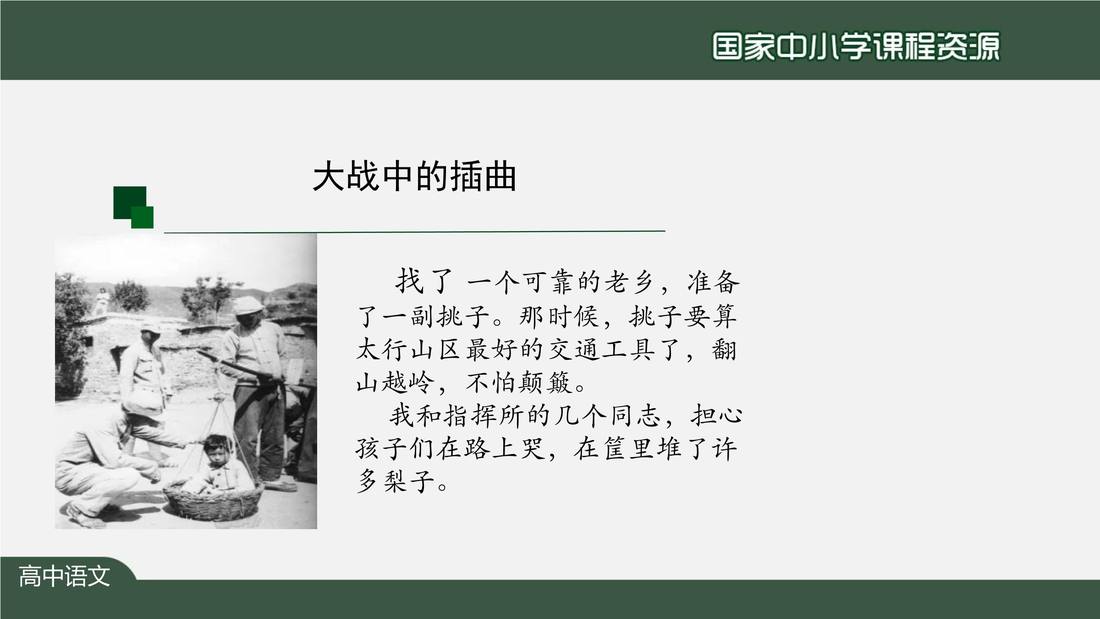 国家中小学课程资源
大战中的插曲
找了 一个可靠的老乡，准备
了一副挑子。那时候，挑子要算
太行山区最好的交通工具了，翻
山越岭，不怕颠簸。
我和指挥所的几个同志，担心
孩子们在路上哭，在筐里堆了许
多梨子。
高中语文